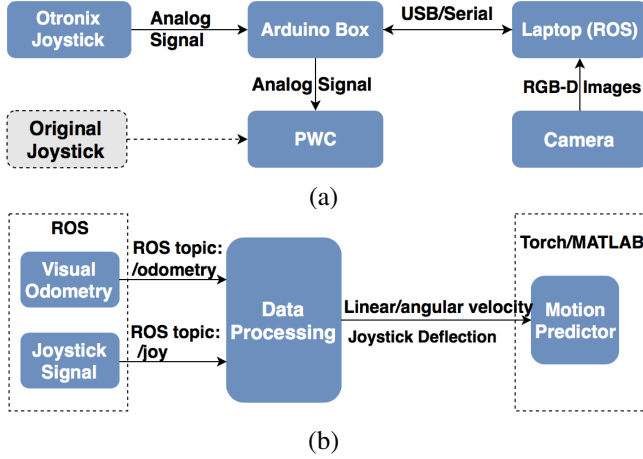 Otronix
Joystick
Analog
Signal
Arduino Box
USB/Serial
Laptop (ROS)
Analog Signal
RGB-D Images
Original
Joystick
PWC
Camera
(a)
ROS
Visual
Odometry
ROS topic:
/odometry
Joystick
Signal
ROS topic:
/joy
Data
Processing
Linear/angular velocity
Joystick Deflection
Torch/MATLAB
Motion
Predictor
(b)